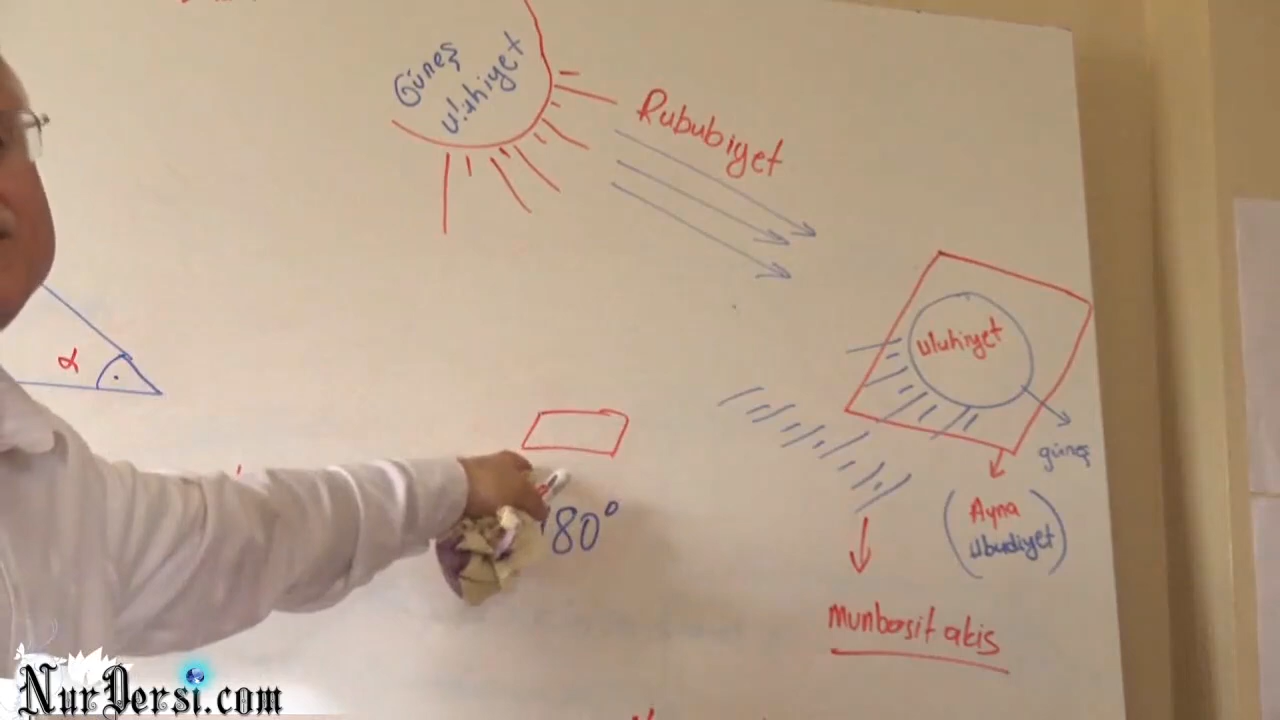 Güneş
uluhiyet
Rububiyet
uluhiyet
α
güneş
Ayna
ubudiyet
80°
munbasit akis
NurDersi.com